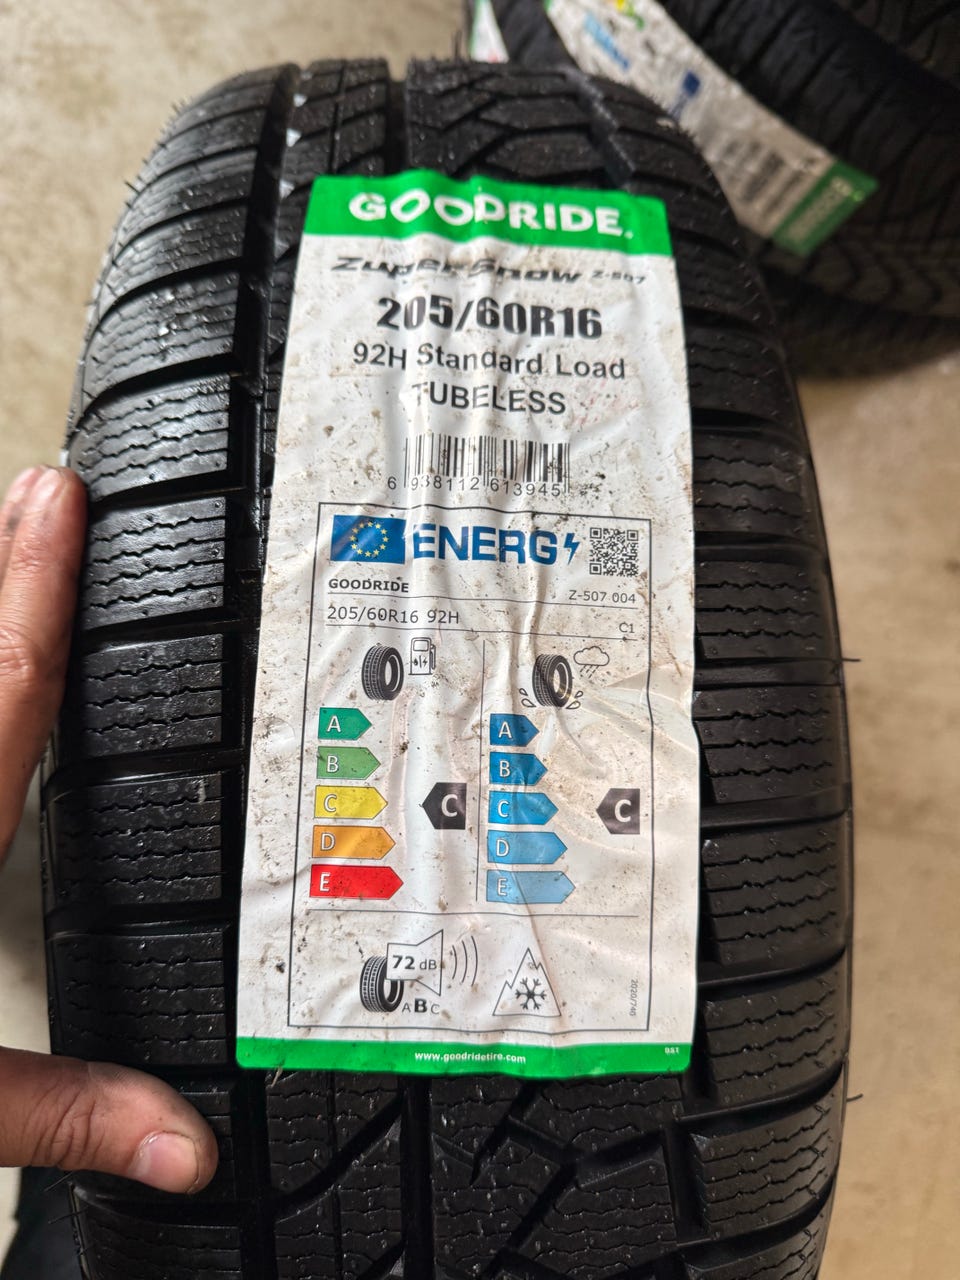 GOODRIDE.
ZuperSnow Z-507
205/60R16
92H Standard Load
TUBELESS
6 938112 613945
ENERG
GOODRIDE
Z-507 004
205/60R16 92H
C1
A
B
C
D
E
C
A
B
C
D
E
C
72 dB
ABC
2020/740
www.goodridetire.com
DST